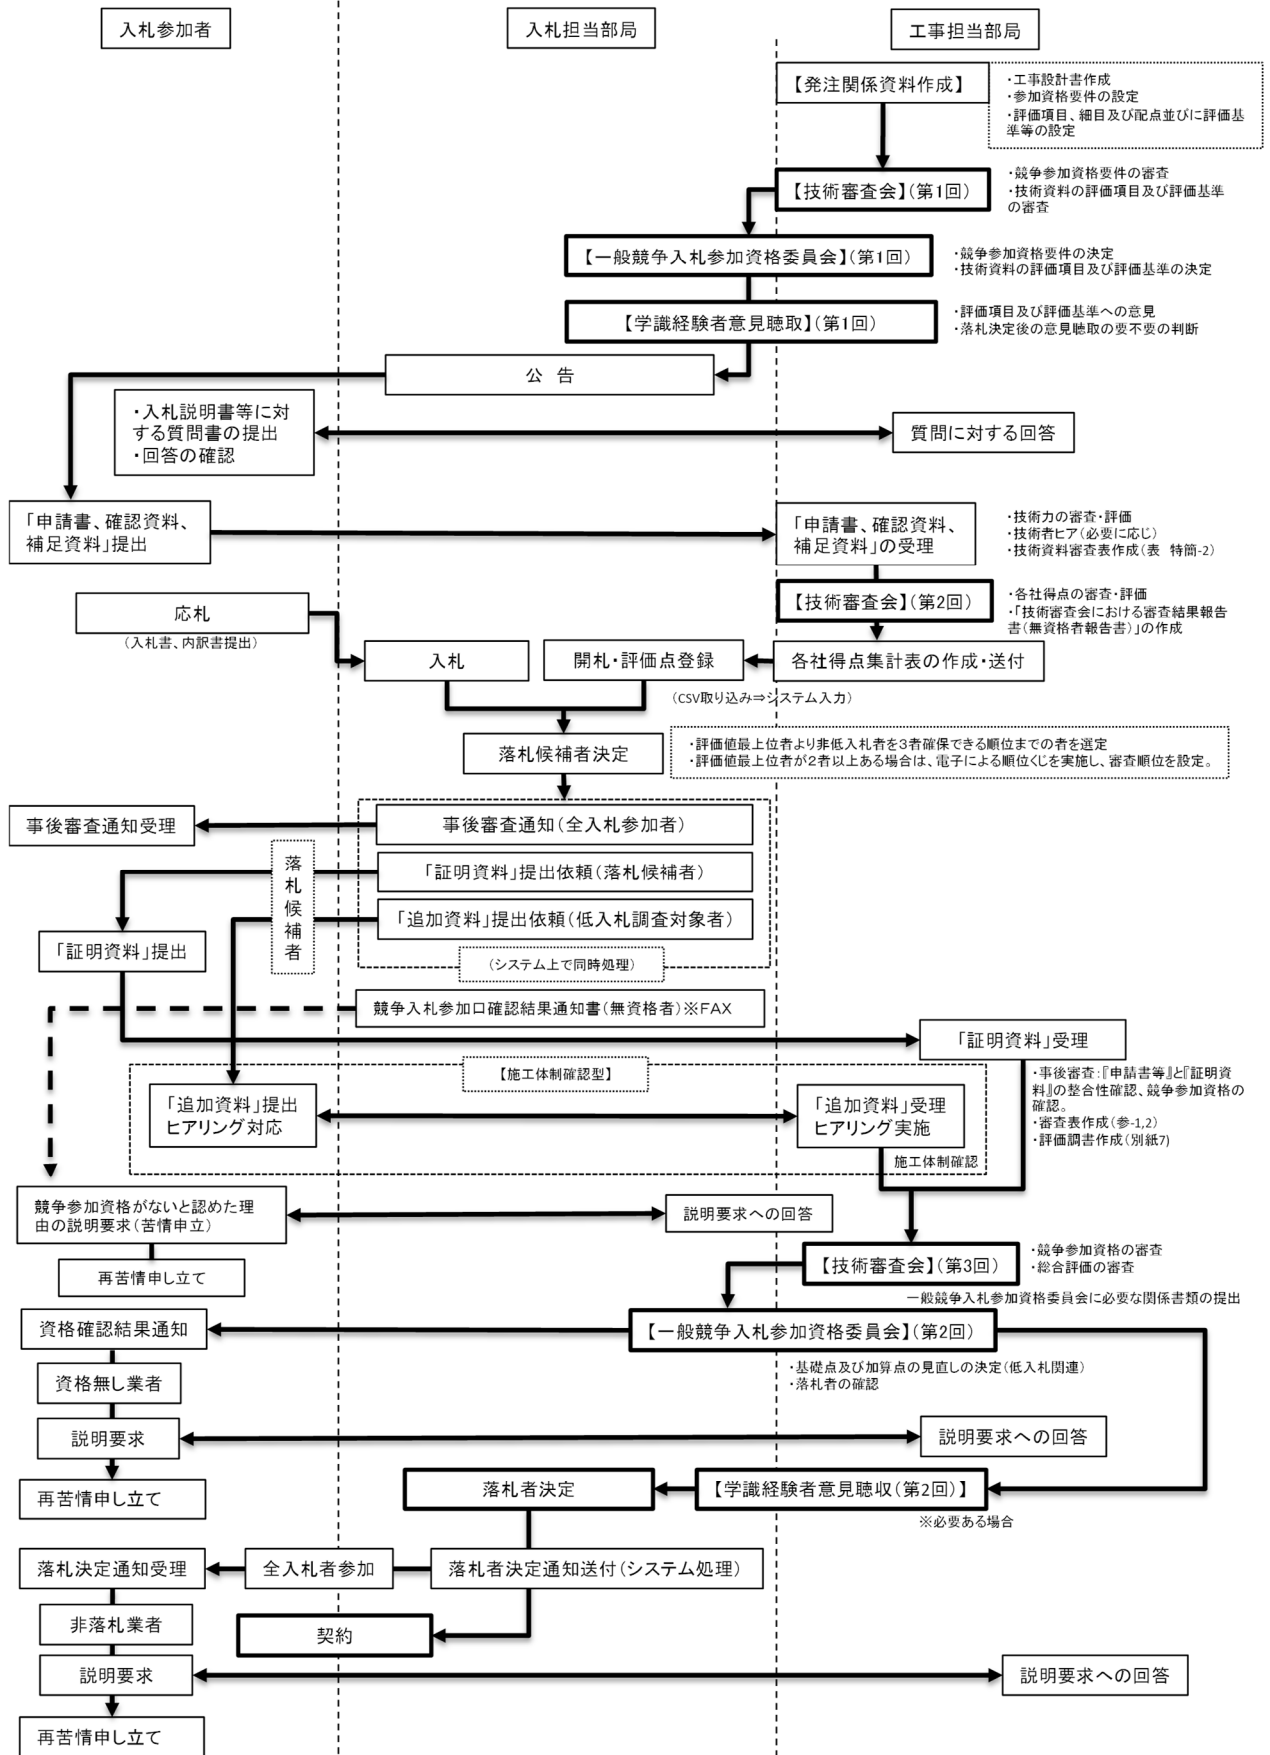 入札参加者
入札担当部局
工事担当部局
【発注関係資料作成】
・工事設計書作成
・参加資格要件の設定
・評価項目、細目及び配点並びに評価基
準等の設定
【技術審査会】(第1回)
・競争参加資格要件の審査
・技術資料の評価項目及び評価基準
の審査
【一般競争入札参加資格委員会】(第1回)
・競争参加資格要件の決定
・技術資料の評価項目及び評価基準の決定
【学識経験者意見聴取】(第1回)
・評価項目及び評価基準への意見
・落札決定後の意見聴取の要不要の判断
公 告
・入札説明書等に対
する質問書の提出
・回答の確認
質問に対する回答
「申請書、確認資料、
補足資料」提出
「申請書、確認資料、
補足資料」の受理
・技術力の審査・評価
・技術者ヒア(必要に応じ)
・技術資料審査表作成(表 特簡-2)
【技術審査会】(第2回)
・各社得点の審査・評価
・「技術審査会における審査結果報告
書(無資格者報告書)」の作成
応札
(入札書、内訳書提出)
入札
開札・評価点登録
各社得点集計表の作成・送付
(CSV取り込み⇒システム入力)
落札候補者決定
・評価値最上位者より非低入札者を3者確保できる順位までの者を選定
・評価値最上位者が2者以上ある場合は、電子による順位くじを実施し、審査順位を設定。
事後審査通知受理
事後審査通知(全入札参加者)
落札候補者
「証明資料」提出依頼(落札候補者)
「追加資料」提出依頼(低入札調査対象者)
「証明資料」提出
(システム上で同時処理)
競争入札参加口確認結果通知書(無資格者)※FAX
「証明資料」受理
【施工体制確認型】
・事後審査:『申請書等』と『証明資
料』の整合性確認、競争参加資格の
確認。
・審査表作成(参-1,2)
・評価調書作成(別紙7)
「追加資料」提出
ヒアリング対応
「追加資料」受理
ヒアリング実施
施工体制確認
競争参加資格がないと認めた理
由の説明要求(苦情申立)
説明要求への回答
再苦情申し立て
【技術審査会】(第3回)
・競争参加資格の審査
・総合評価の審査
一般競争入札参加資格委員会に必要な関係書類の提出
資格確認結果通知
【一般競争入札参加資格委員会】(第2回)
・基礎点及び加算点の見直しの決定(低入札関連)
・落札者の確認
資格無し業者
説明要求
説明要求への回答
再苦情申し立て
落札者決定
【学識経験者意見聴収(第2回)】
※必要ある場合
落札決定通知受理
全入札者参加
落札者決定通知送付(システム処理)
非落札業者
契約
説明要求
説明要求への回答
再苦情申し立て